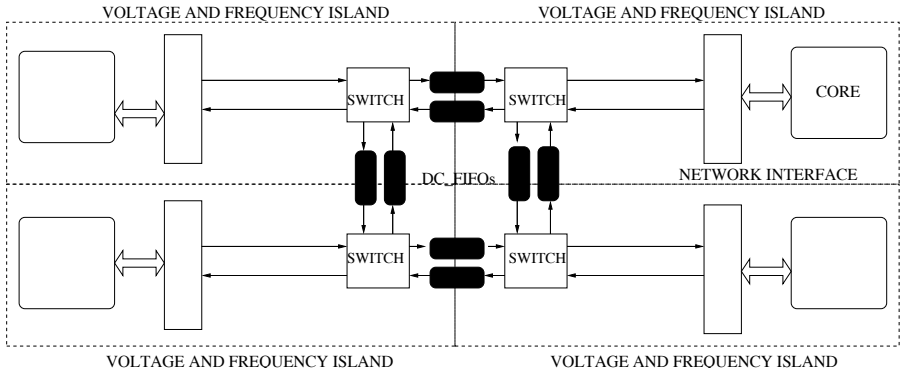 VOLTAGE AND FREQUENCY ISLAND
VOLTAGE AND FREQUENCY ISLAND
SWITCH
SWITCH
CORE
DC_FIFOs
NETWORK INTERFACE
SWITCH
SWITCH
VOLTAGE AND FREQUENCY ISLAND
VOLTAGE AND FREQUENCY ISLAND